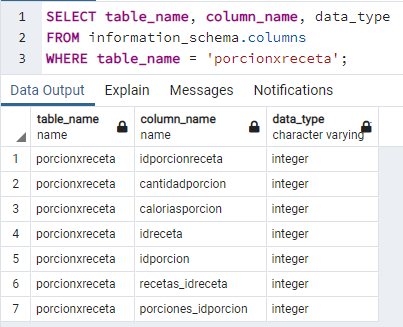 1 SELECT table_name, column_name, data_type
2 FROM information_schema.columns
3 WHERE table_name = 'porcionxreceta';
Data Output Explain Messages Notifications
table_name column_name data_type
name name character varying
1 porcionxreceta idporcionreceta integer
2 porcionxreceta cantidadporcion integer
3 porcionxreceta caloriasporcion integer
4 porcionxreceta idreceta integer
5 porcionxreceta idporcion integer
6 porcionxreceta recetas_idreceta integer
7 porcionxreceta porciones_idporcion integer